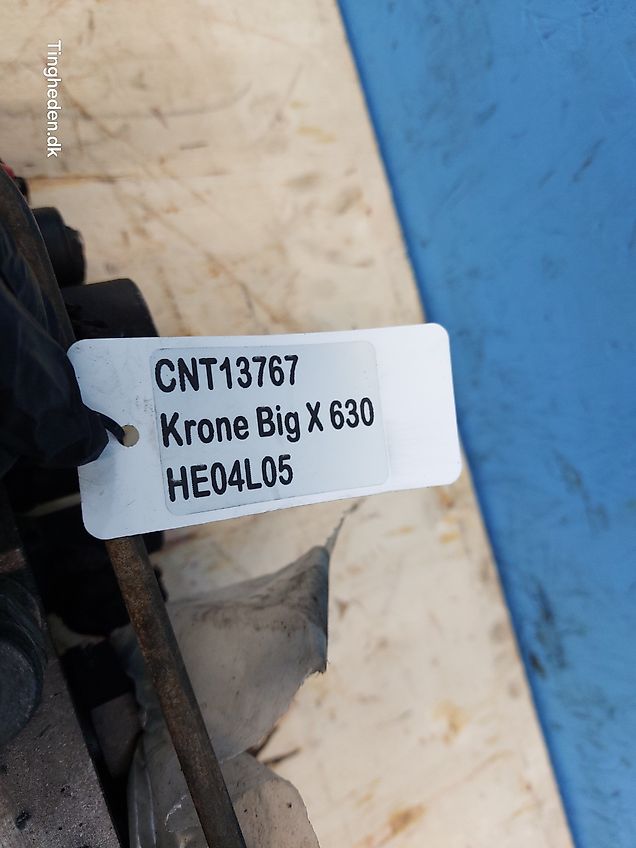 Tingheden.dk
CNT13767
Krone Big X 630
HE04L05